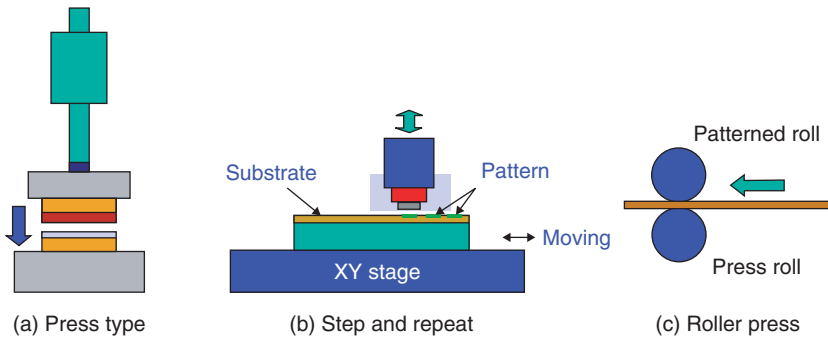 Substrate
Pattern
Moving
XY stage
Patterned roll
Press roll
(a) Press type
(b) Step and repeat
(c) Roller press